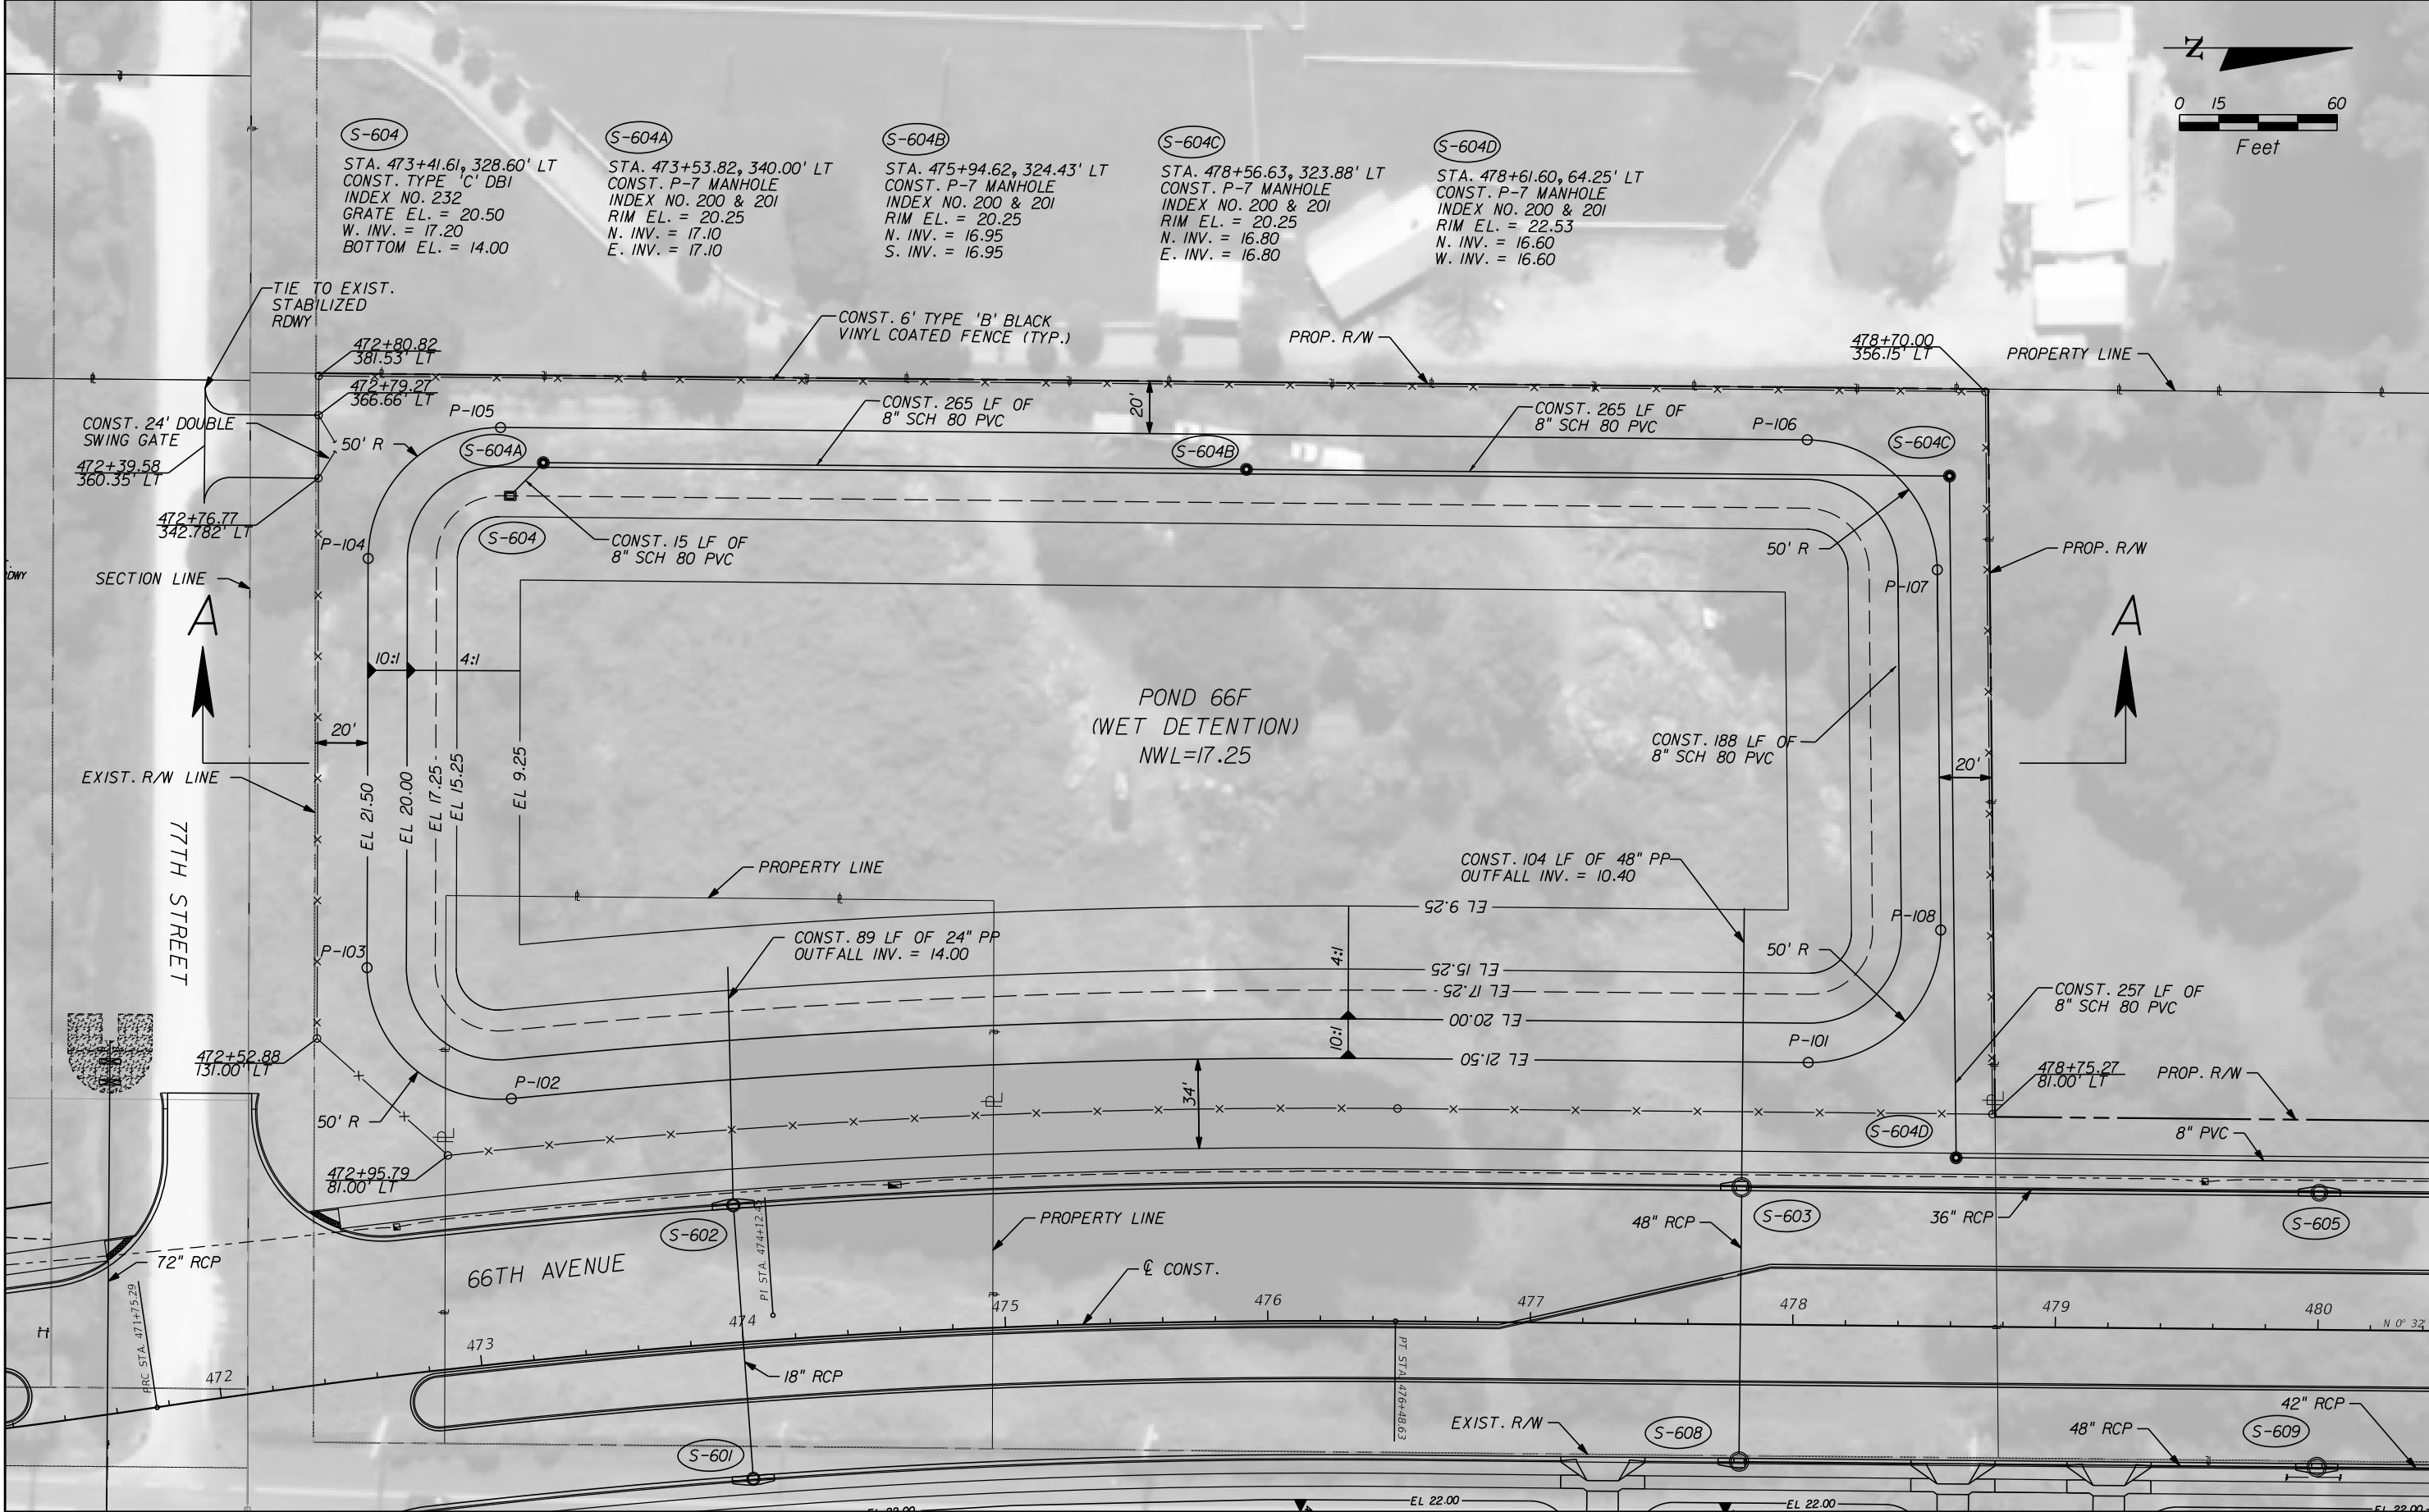 N
0 15 60
Feet
S-604
STA. 473+41.61, 328.60' LT
CONST. TYPE 'C' DBI
INDEX NO. 232
GRATE EL. = 20.50
W. INV. = 17.20
BOTTOM EL. = 14.00
S-604A
STA. 473+53.82, 340.00' LT
CONST. P-7 MANHOLE
INDEX NO. 200 & 201
RIM EL. = 20.25
N. INV. = 17.10
E. INV. = 17.10
S-604B
STA. 475+94.62, 324.43' LT
CONST. P-7 MANHOLE
INDEX NO. 200 & 201
RIM EL. = 20.25
N. INV. = 16.95
S. INV. = 16.95
S-604C
STA. 478+56.63, 323.88' LT
CONST. P-7 MANHOLE
INDEX NO. 200 & 201
RIM EL. = 20.25
N. INV. = 16.80
E. INV. = 16.80
S-604D
STA. 478+61.60, 64.25' LT
CONST. P-7 MANHOLE
INDEX NO. 200 & 201
RIM EL. = 22.53
N. INV. = 16.60
W. INV. = 16.60
TIE TO EXIST.
STABILIZED
RDWY
CONST. 6' TYPE 'B' BLACK
VINYL COATED FENCE (TYP.)
PROP. R/W
478+70.00
356.15' LT
PROPERTY LINE
472+80.82
381.53' LT
472+79.27
366.66' LT
CONST. 24' DOUBLE
SWING GATE
50' R
P-105
472+39.58
360.35' LT
472+76.77
342.782' LT
S-604A
CONST. 265 LF OF
8" SCH 80 PVC
20'
S-604B
CONST. 265 LF OF
8" SCH 80 PVC
P-106
S-604C
P-104
S-604
CONST. 15 LF OF
8" SCH 80 PVC
50' R
P-107
PROP. R/W
RDWY
SECTION LINE
A
A
10:1
4:1
POND 66F
(WET DETENTION)
NWL=17.25
CONST. 188 LF OF
8" SCH 80 PVC
20'
20'
EXIST. R/W LINE
EL 21.50
EL 20.00
EL 17.25
EL 15.25
EL 9.25
77TH STREET
PROPERTY LINE
CONST. 104 LF OF 48" PP
OUTFALL INV. = 10.40
EL 9.25
P-108
P-103
CONST. 89 LF OF 24" PP
OUTFALL INV. = 14.00
4:1
50' R
EL 15.25
EL 17.25
EL 20.00
10:1
EL 21.50
P-101
CONST. 257 LF OF
8" SCH 80 PVC
472+52.88
131.00' LT
P-102
50' R
34'
478+75.27
81.00' LT
PROP. R/W
S-604D
8" PVC
472+95.79
81.00' LT
S-602
PROPERTY LINE
48" RCP
S-603
36" RCP
S-605
72" RCP
66TH AVENUE
℄ CONST.
PRC STA. 471+75.29
472
473
474
475
476
477
478
479
480
N 0° 32'
18" RCP
PT STA. 476+48.63
EXIST. R/W
S-601
S-608
48" RCP
S-609
42" RCP
EL 22.00
EL 22.00
EL 22.00
EL 22.00